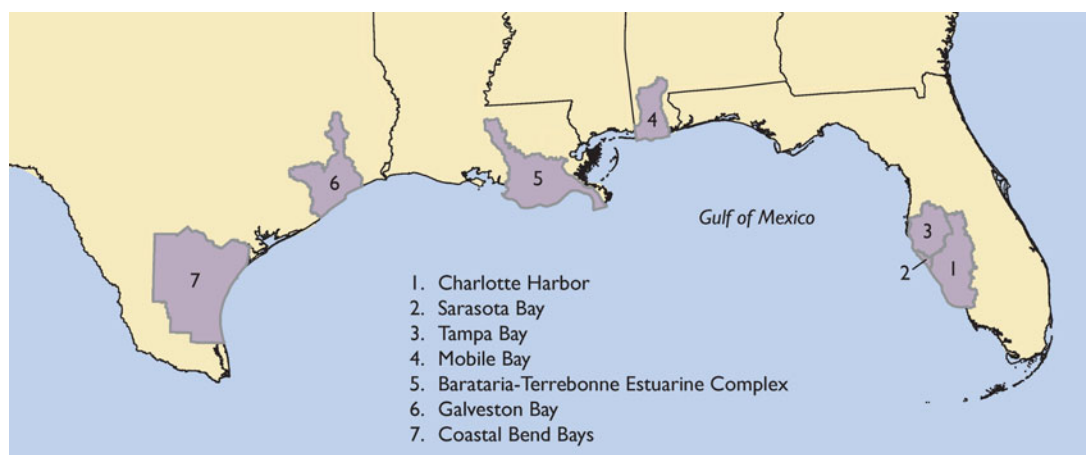 4
6
5
Gulf of Mexico
3
7
2
1
1. Charlotte Harbor
2. Sarasota Bay
3. Tampa Bay
4. Mobile Bay
5. Barataria-Terrebonne Estuarine Complex
6. Galveston Bay
7. Coastal Bend Bays